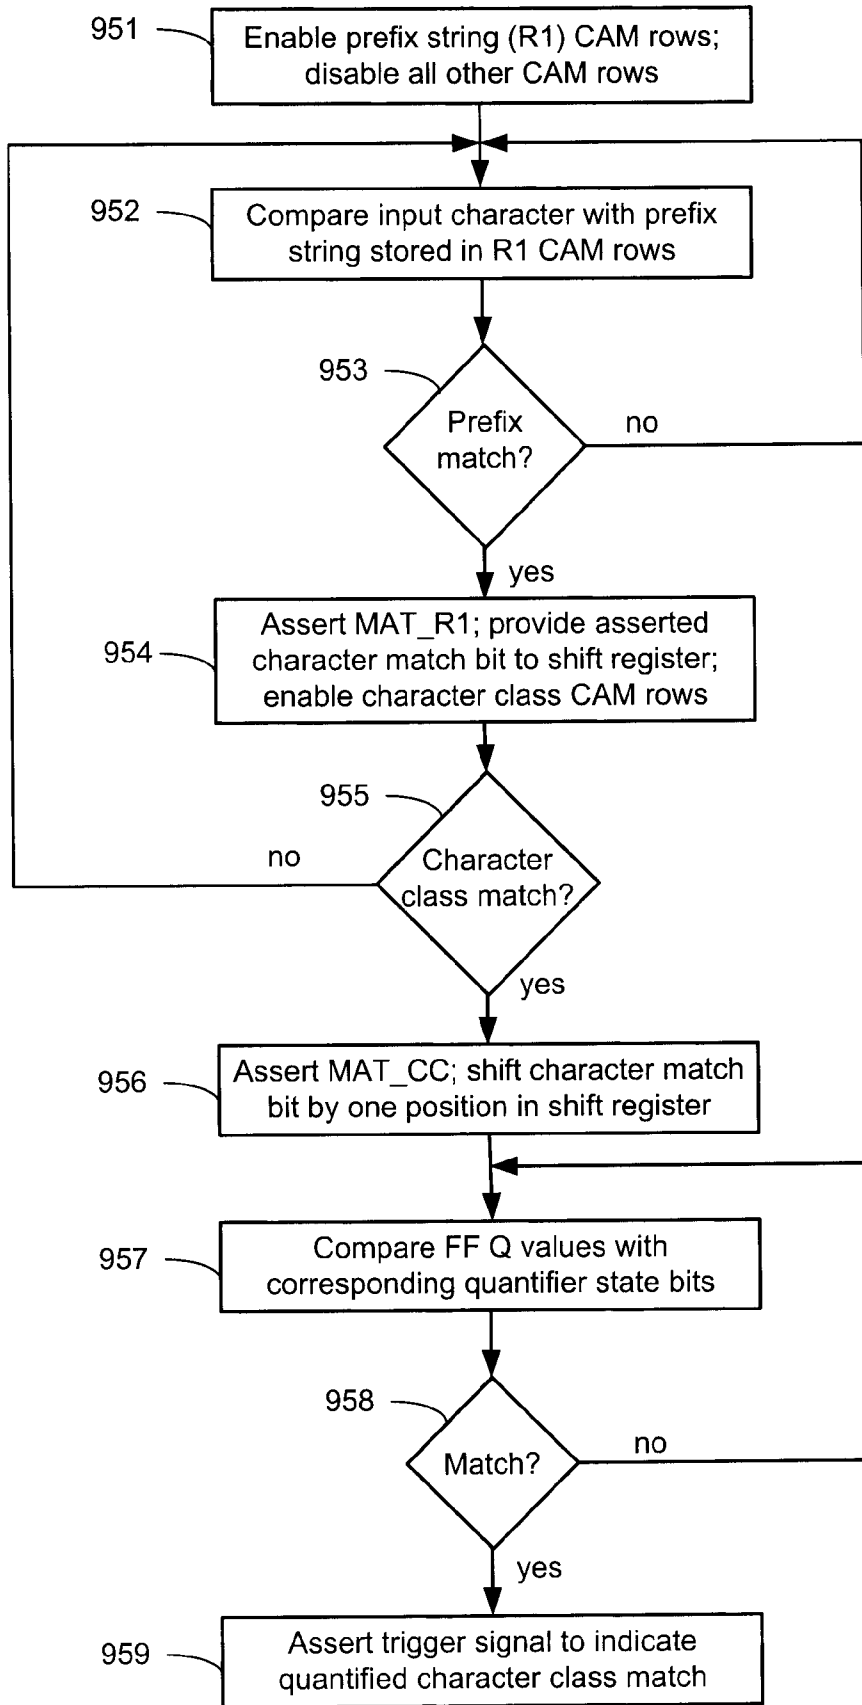 951
Enable prefix string (R1) CAM rows;
disable all other CAM rows
952
Compare input character with prefix
string stored in R1 CAM rows
953
Prefix
match?
no
yes
954
Assert MAT_R1; provide asserted
character match bit to shift register;
enable character class CAM rows
955
no
Character
class match?
yes
956
Assert MAT_CC; shift character match
bit by one position in shift register
957
Compare FF Q values with
corresponding quantifier state bits
958
Match?
no
yes
959
Assert trigger signal to indicate
quantified character class match